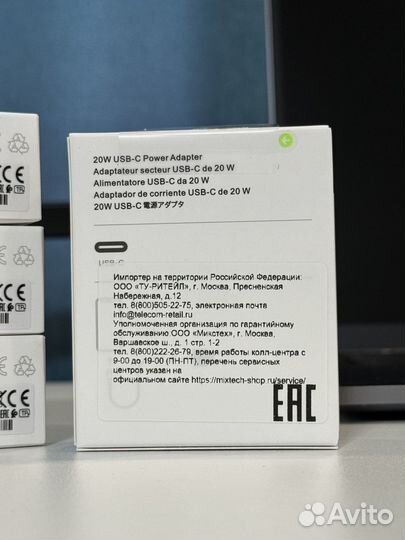 20W USB-C Power Adapter
Adaptateur secteur USB-C de 20 W
Alimentatore USB-C da 20 W
Adaptador de corriente USB-C de 20 W
20W USB-C電源アダプタ
USB-C
Импортер на территории Российской Федерации:
ООО «ТУ-РИТЕЙЛ», г. Москва, Пресненская
Набережная, д.12
тел. 8(800)505-22-75, электронная почта
info@telecom-retail.ru
Уполномоченная организация по гарантийному
обслуживанию ООО «Микстех», г. Москва,
Варшавское ш., д. 1 стр. 1-2
тел. 8(800)222-26-79, время работы колл-центра с
9-00 до 19-00 (ПН-ПТ), перечень сервисных
центров указан на
официальном сайте https://mixtech-shop.ru/service/
EAC
Avito